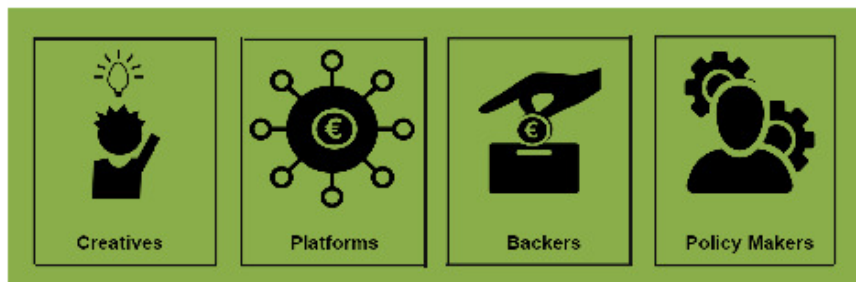 €
€
Creatives
Platforms
Backers
Policy Makers